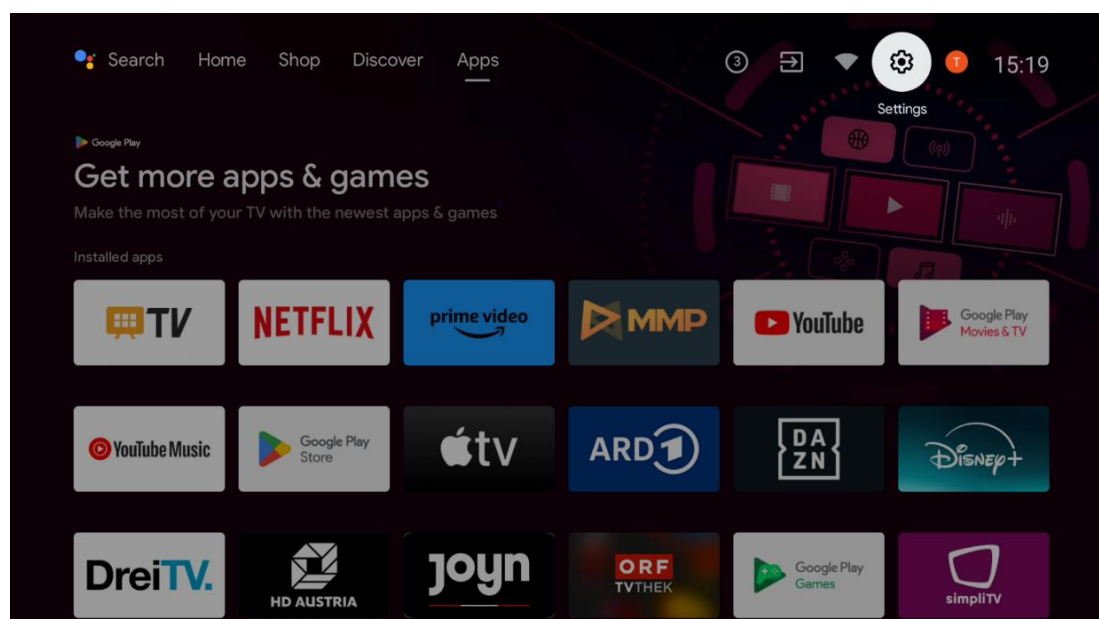 Search Home Shop Discover Apps 3 T 15:19
Settings
Google Play
Get more apps & games
Make the most of your TV with the newest apps & games
Installed apps
TV NETFLIX prime video MMP YouTube Google Play
Movies & TV
YouTube Music Google Play
Store
tv ARD 1 DA
ZN
Disney+
DreiTV. HD AUSTRIA joyn ORF
TVTHEK
Google Play
Games
simpliTV